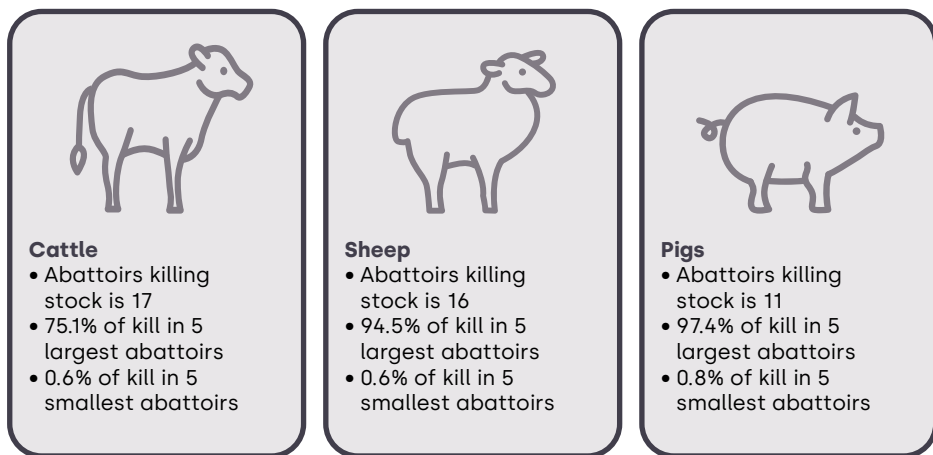 Cattle
• Abattoirs killing
stock is 17
• 75.1% of kill in 5
largest abattoirs
• 0.6% of kill in 5
smallest abattoirs
Sheep
• Abattoirs killing
stock is 16
• 94.5% of kill in 5
largest abattoirs
• 0.6% of kill in 5
smallest abattoirs
Pigs
• Abattoirs killing
stock is 11
• 97.4% of kill in 5
largest abattoirs
• 0.8% of kill in 5
smallest abattoirs